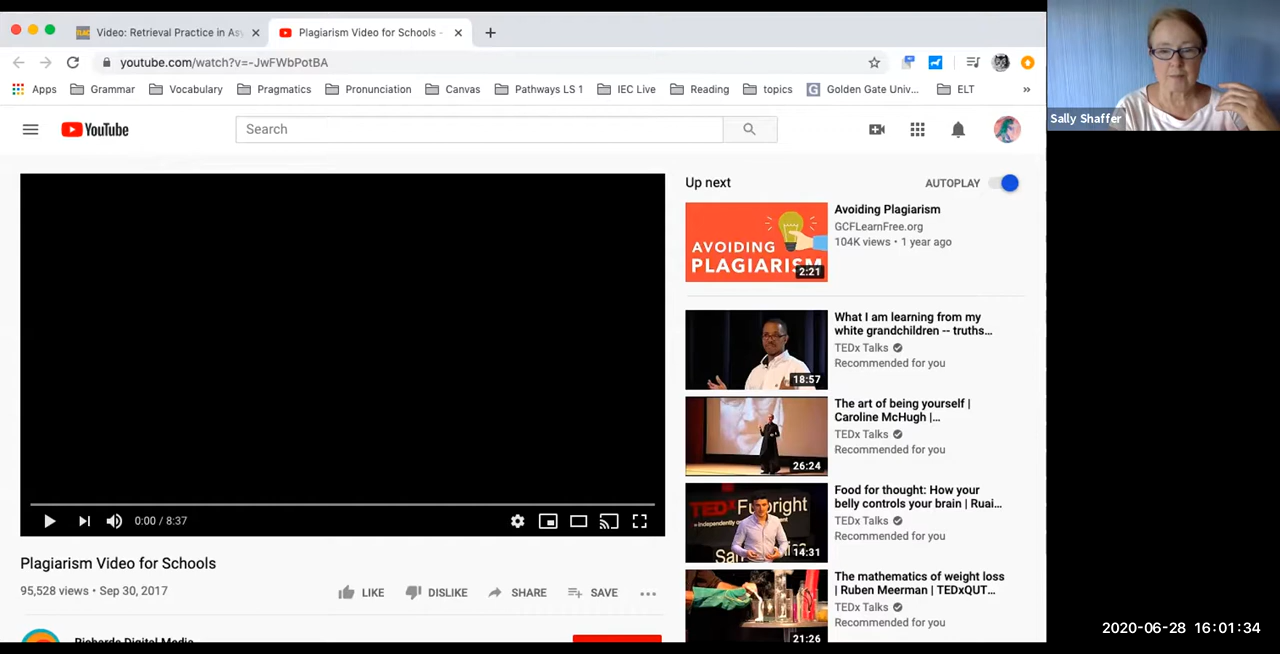 Video: Retrieval Practice in As
Plagiarism Video for Schools -
youtube.com/watch?v=-JwFWbPotBA
Apps
Grammar
Vocabulary
Pragmatics
Pronunciation
Canvas
Pathways LS 1
IEC Live
Reading
topics
Golden Gate Univ...
ELT
»
YouTube
Search
Sally Shaffer
Up next
AUTOPLAY
AVOIDING
PLAGIARISM
2:21
Avoiding Plagiarism
GCFLearnFree.org
104K views • 1 year ago
18:57
What I am learning from my
white grandchildren -- truths...
TEDx Talks
Recommended for you
26:24
The art of being yourself |
Caroline McHugh |...
TEDx Talks
Recommended for you
14:31
Food for thought: How your
belly controls your brain | Ruai...
TEDx Talks
Recommended for you
21:26
The mathematics of weight loss
| Ruben Meerman | TEDxQUT...
TEDx Talks
Recommended for you
0:00 / 8:37
Plagiarism Video for Schools
95,528 views • Sep 30, 2017
LIKE
DISLIKE
SHARE
SAVE
Richards Digital Media
2020-06-28 16:01:34